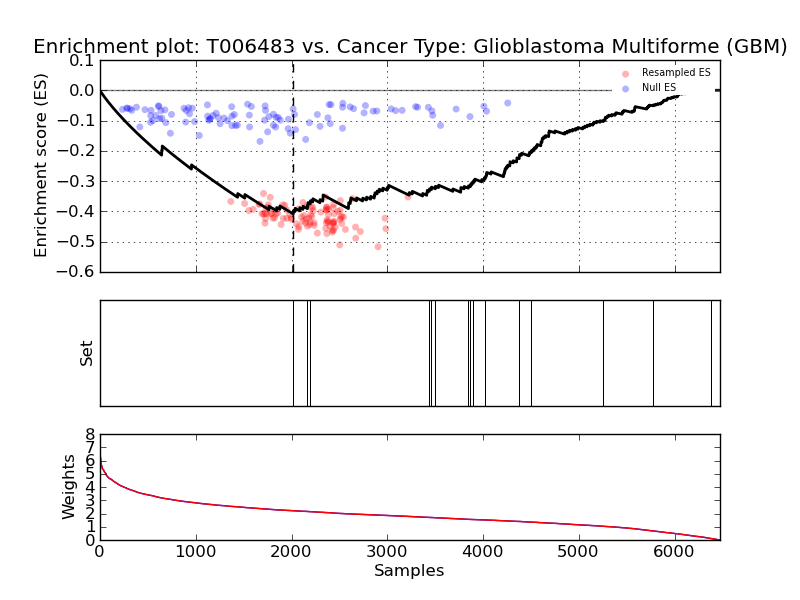 Enrichment plot: T006483 vs. Cancer Type: Glioblastoma Multiforme (GBM)
0.1
0.0
−0.1
−0.2
−0.3
−0.4
−0.5
−0.6
Enrichment score (ES)
Resampled ES
Null ES
Set
8
7
6
5
4
3
2
1
0
Weights
0 1000 2000 3000 4000 5000 6000
Samples